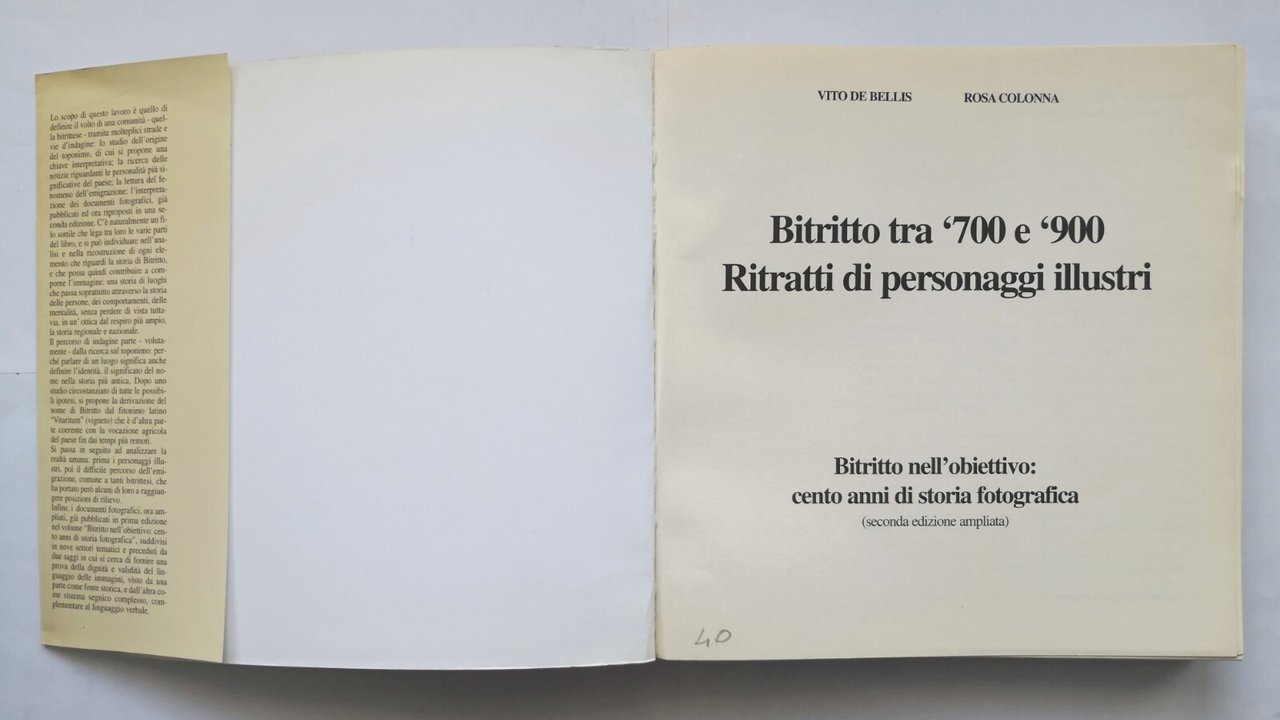 Lo scopo di questo lavoro è quello di
definire il volto di una comunità - quel-
la bitrittese - tramite molteplici strade e
vie d'indagine: lo studio dell'origine
del toponimo, di cui si propone una
chiave interpretativa; la ricerca delle
notizie riguardanti le personalità più si-
gnificative del paese; la lettura del fe-
nomeno dell'emigrazione; l'interpreta-
zione dei documenti fotografici, già
pubblicati ed ora riproposti in una se-
conda edizione. C'è naturalmente un fi-
lo sottile che lega tra loro le varie parti
del libro, e si può individuare nell'ana-
lisi e nella ricostruzione di ogni ele-
mento che riguardi la storia di Bitritto,
e che possa quindi contribuire a com-
porne l'immagine: una storia di luoghi
che passa soprattutto attraverso la storia
delle persone, dei comportamenti, delle
mentalità, senza perdere di vista tutta-
via, in un' ottica dal respiro più ampio,
la storia regionale e nazionale.
Il percorso di indagine parte - voluta-
mente - dalla ricerca sul toponimo: per-
ché parlare di un luogo significa anche
definire l'identità, il significato del no-
me nella storia più antica. Dopo uno
studio circostanziato di tutte le possibi-
li ipotesi, si propone la derivazione del
nome di Bitritto dal fitonimo latino
"Vitaritum" (vigneto) che è d'altra par-
te coerente con la vocazione agricola
del paese fin dai tempi più remoti.
Si passa in seguito ad analizzare la
realtà umana: prima i personaggi illu-
stri, poi il difficile percorso dell'emi-
grazione, comune a tanti bitrittesi, che
ha portato però alcuni di loro a raggiun-
gere posizioni di rilievo.
Infine, i documenti fotografici, ora am-
pliati, già pubblicati in prima edizione
nel volume "Bitritto nell'obiettivo: cen-
to anni di storia fotografica", suddivisi
in nove settori tematici e preceduti da
due saggi in cui si cerca di fornire una
prova della dignità e validità del lin-
guaggio delle immagini, visto da una
parte come fonte storica, e dall'altra co-
me sistema segnico complesso, com-
plementare al linguaggio verbale.
VITO DE BELLIS ROSA COLONNA
Bitritto tra '700 e '900
Ritratti di personaggi illustri
Bitritto nell'obiettivo:
cento anni di storia fotografica
(seconda edizione ampliata)
40